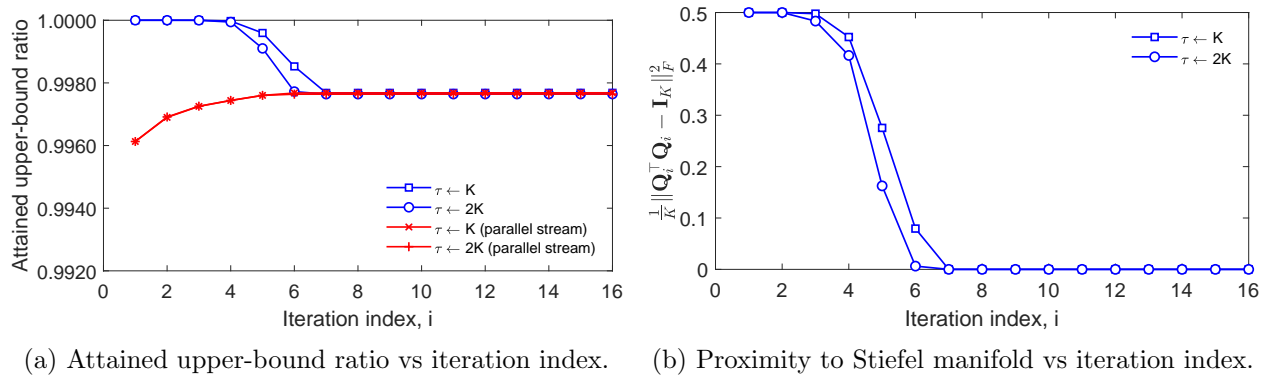 1.0000
0.9980
0.9960
0.9940
0.9920
Attained upper-bound ratio
0 2 4 6 8 10 12 14 16
Iteration index, i
τ ← K
τ ← 2K
τ ← K (parallel stream)
τ ← 2K (parallel stream)
(a) Attained upper-bound ratio vs iteration index.
0.5
0.4
0.3
0.2
0.1
0
1/K ||Q_i^⊤ Q_i − I_K||_F^2
0 2 4 6 8 10 12 14 16
Iteration index, i
τ ← K
τ ← 2K
(b) Proximity to Stiefel manifold vs iteration index.